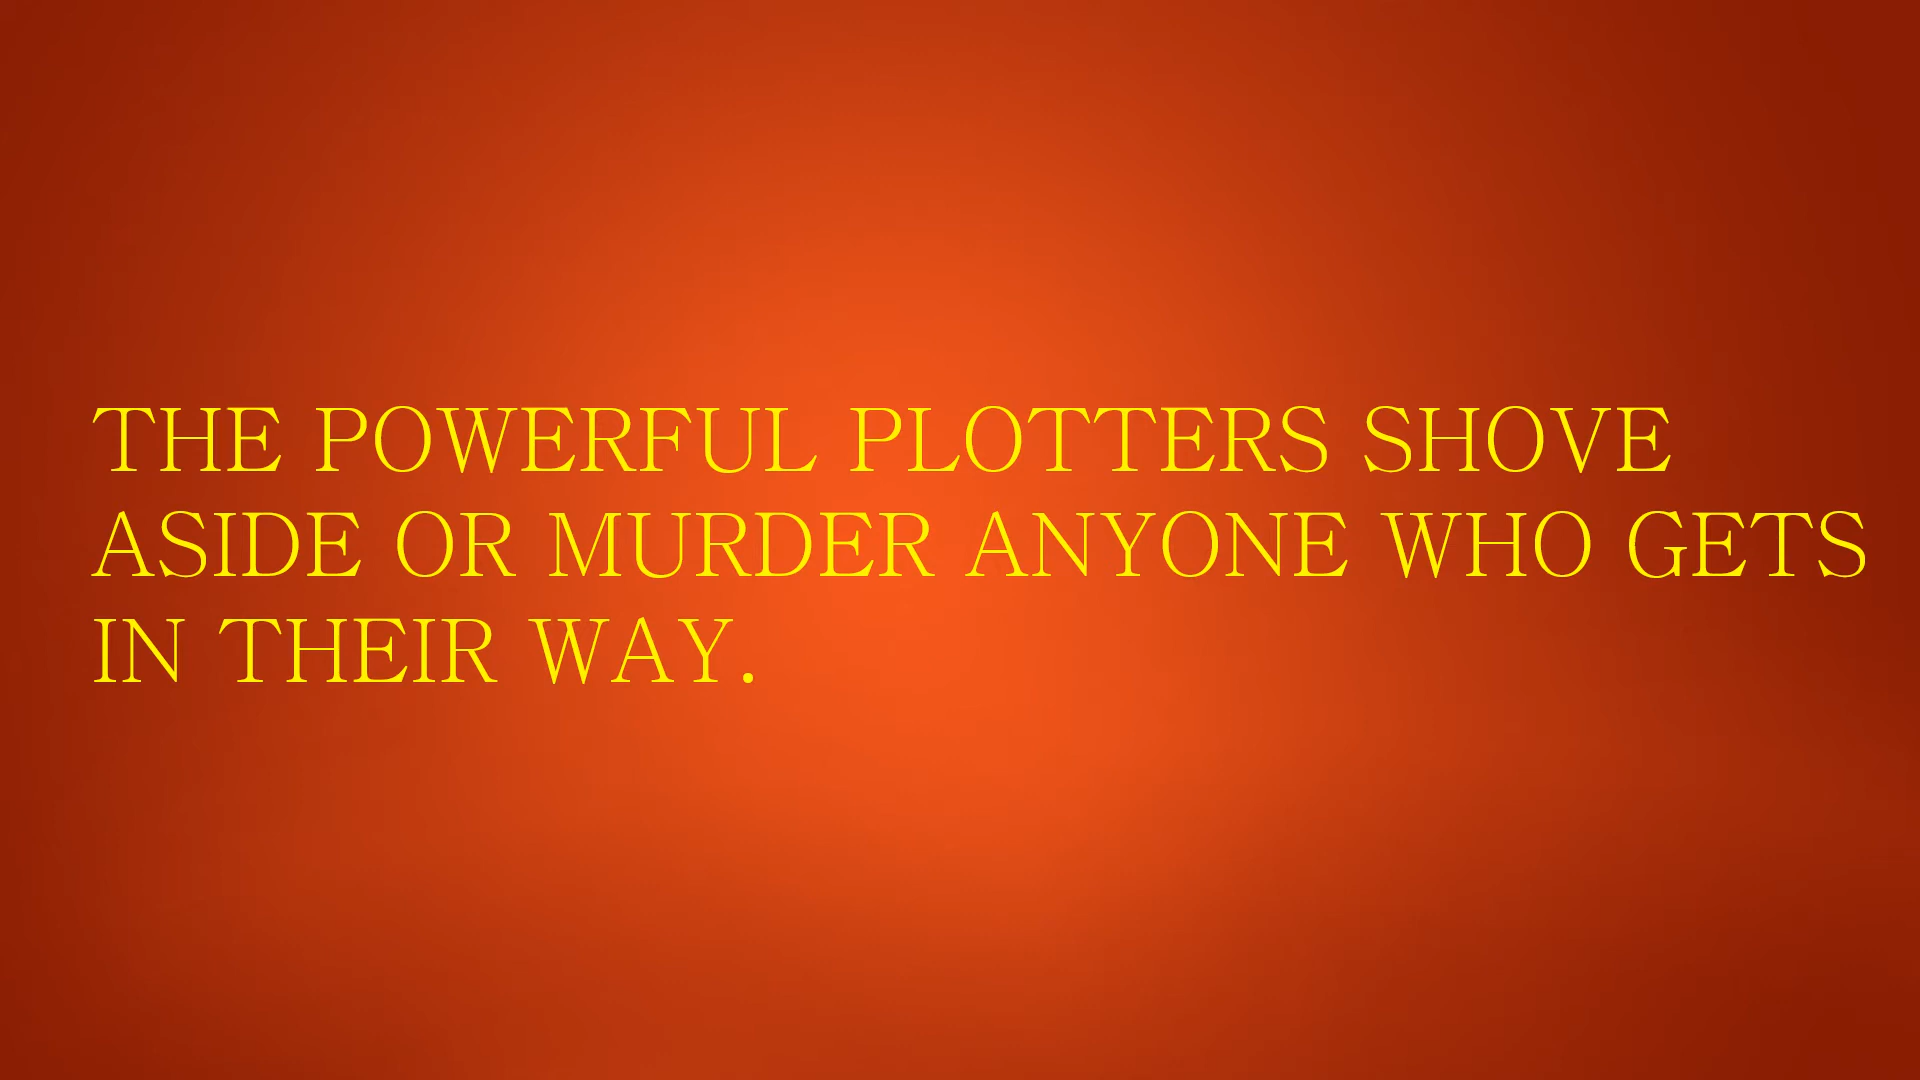 THE POWERFUL PLOTTERS SHOVE
ASIDE OR MURDER ANYONE WHO GETS
IN THEIR WAY.